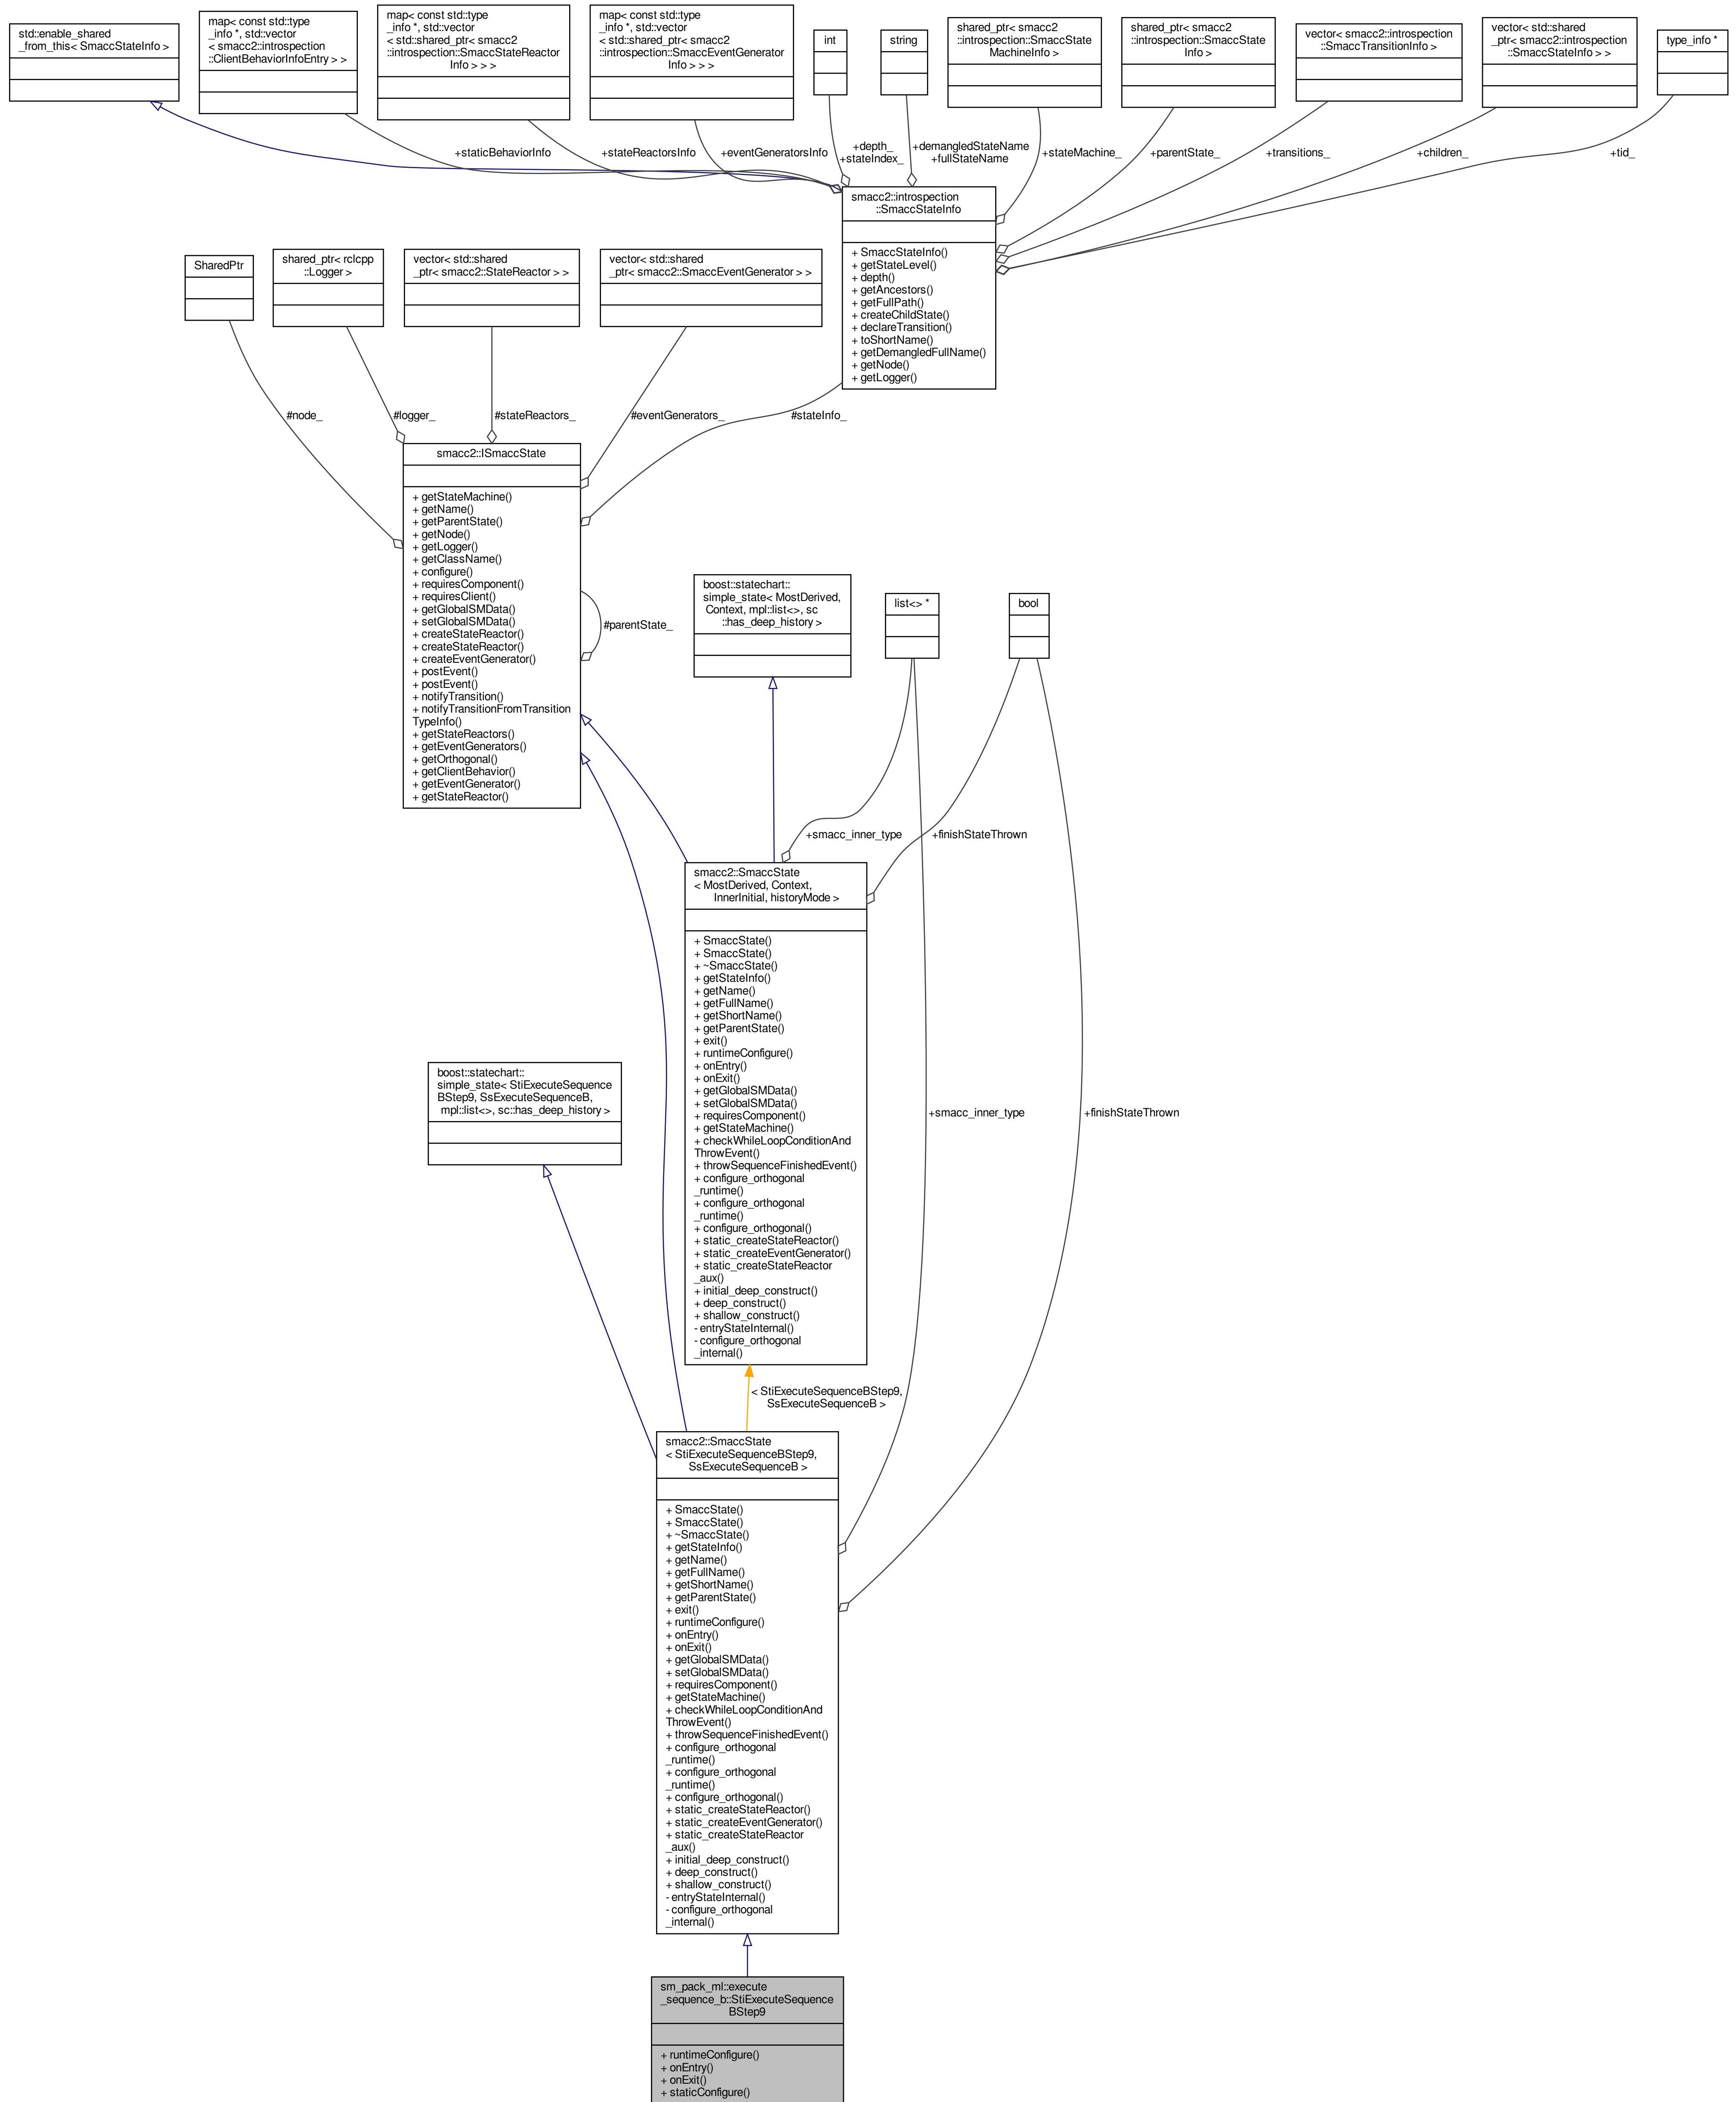 std::enable_shared
_from_this< SmaccStateInfo >
map< const std::type
_info *, std::vector
< smacc2::introspection
::ClientBehaviorInfoEntry > >
map< const std::type
_info *, std::vector
< std::shared_ptr< smacc2
::introspection::SmaccStateReactor
Info > > >
map< const std::type
_info *, std::vector
< std::shared_ptr< smacc2
::introspection::SmaccEventGenerator
Info > > >
int
string
shared_ptr< smacc2
::introspection::SmaccState
MachineInfo >
shared_ptr< smacc2
::introspection::SmaccState
Info >
vector< smacc2::introspection
::SmaccTransitionInfo >
vector< std::shared
_ptr< smacc2::introspection
::SmaccStateInfo > >
type_info *
+staticBehaviorInfo
+stateReactorsInfo
+eventGeneratorsInfo
+depth_
+stateIndex_
+demangledStateName
+fullStateName
+stateMachine_
+parentState_
+transitions_
+children_
+tid_
smacc2::introspection
::SmaccStateInfo
+ SmaccStateInfo()
+ getStateLevel()
+ depth()
+ getAncestors()
+ getFullPath()
+ createChildState()
+ declareTransition()
+ toShortName()
+ getDemangledFullName()
+ getNode()
+ getLogger()
SharedPtr
shared_ptr< rclcpp
::Logger >
vector< std::shared
_ptr< smacc2::StateReactor > >
vector< std::shared
_ptr< smacc2::SmaccEventGenerator > >
#node_
#logger_
#stateReactors_
#eventGenerators_
#stateInfo_
smacc2::ISmaccState
+ getStateMachine()
+ getName()
+ getParentState()
+ getNode()
+ getLogger()
+ getClassName()
+ configure()
+ requiresComponent()
+ requiresClient()
+ getGlobalSMData()
+ setGlobalSMData()
+ createStateReactor()
+ createStateReactor()
+ createEventGenerator()
+ postEvent()
+ postEvent()
+ notifyTransition()
+ notifyTransitionFromTransition
TypeInfo()
+ getStateReactors()
+ getEventGenerators()
+ getOrthogonal()
+ getClientBehavior()
+ getEventGenerator()
+ getStateReactor()
#parentState_
boost::statechart::
simple_state< MostDerived,
Context, mpl::list<>, sc
::has_deep_history >
list<> *
bool
+smacc_inner_type
+finishStateThrown
smacc2::SmaccState
< MostDerived, Context,
InnerInitial, historyMode >
+ SmaccState()
+ SmaccState()
+ ~SmaccState()
+ getStateInfo()
+ getName()
+ getFullName()
+ getShortName()
+ getParentState()
+ exit()
+ runtimeConfigure()
+ onEntry()
+ onExit()
+ getGlobalSMData()
+ setGlobalSMData()
+ requiresComponent()
+ getStateMachine()
+ checkWhileLoopConditionAnd
ThrowEvent()
+ throwSequenceFinishedEvent()
+ configure_orthogonal
_runtime()
+ configure_orthogonal
_runtime()
+ configure_orthogonal()
+ static_createStateReactor()
+ static_createEventGenerator()
+ static_createStateReactor
_aux()
+ initial_deep_construct()
+ deep_construct()
+ shallow_construct()
- entryStateInternal()
- configure_orthogonal
_internal()
boost::statechart::
simple_state< StiExecuteSequence
BStep9, SsExecuteSequenceB,
mpl::list<>, sc::has_deep_history >
+smacc_inner_type
+finishStateThrown
< StiExecuteSequenceBStep9,
SsExecuteSequenceB >
smacc2::SmaccState
< StiExecuteSequenceBStep9,
SsExecuteSequenceB >
+ SmaccState()
+ SmaccState()
+ ~SmaccState()
+ getStateInfo()
+ getName()
+ getFullName()
+ getShortName()
+ getParentState()
+ exit()
+ runtimeConfigure()
+ onEntry()
+ onExit()
+ getGlobalSMData()
+ setGlobalSMData()
+ requiresComponent()
+ getStateMachine()
+ checkWhileLoopConditionAnd
ThrowEvent()
+ throwSequenceFinishedEvent()
+ configure_orthogonal
_runtime()
+ configure_orthogonal
_runtime()
+ configure_orthogonal()
+ static_createStateReactor()
+ static_createEventGenerator()
+ static_createStateReactor
_aux()
+ initial_deep_construct()
+ deep_construct()
+ shallow_construct()
- entryStateInternal()
- configure_orthogonal
_internal()
sm_pack_ml::execute
_sequence_b::StiExecuteSequence
BStep9
+ runtimeConfigure()
+ onEntry()
+ onExit()
+ staticConfigure()